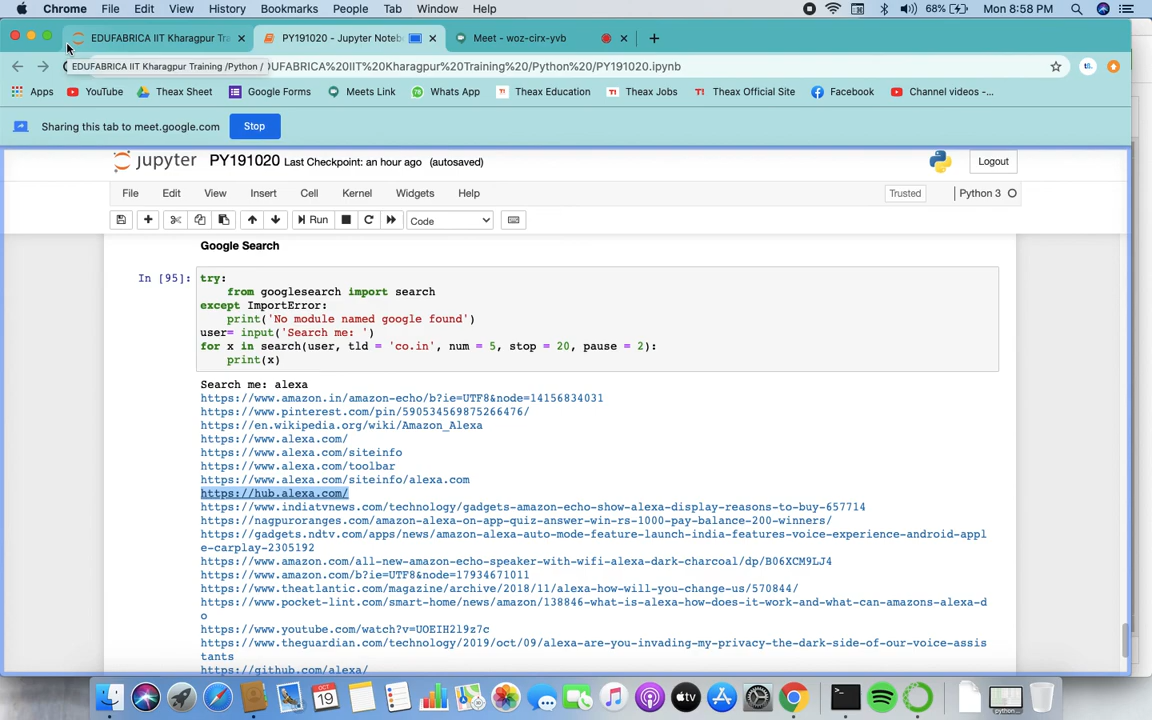 Chrome File Edit View History Bookmarks People Tab Window Help 68% Mon 8:58 PM
EDUFABRICA IIT Kharagpur Tra PY191020 - Jupyter Noteb Meet - woz-cirx-yvb
EDUFABRICA IIT Kharagpur Training /Python / DUFABRICA%20IIT%20Kharagpur%20Training%20/Python%20/PY191020.ipynb
Apps YouTube Theax Sheet Google Forms Meets Link Whats App Theax Education Theax Jobs Theax Official Site Facebook Channel videos -...
Sharing this tab to meet.google.com Stop
jupyter PY191020 Last Checkpoint: an hour ago (autosaved) Logout
File Edit View Insert Cell Kernel Widgets Help Trusted Python 3
Run Code
Google Search
In [95]: try:
from googlesearch import search
except ImportError:
print('No module named google found')
user= input('Search me: ')
for x in search(user, tld = 'co.in', num = 5, stop = 20, pause = 2):
print(x)
Search me: alexa
https://www.amazon.in/amazon-echo/b?ie=UTF8&node=14156834031
https://www.pinterest.com/pin/590534569875266476/
https://en.wikipedia.org/wiki/Amazon_Alexa
https://www.alexa.com/
https://www.alexa.com/siteinfo
https://www.alexa.com/toolbar
https://www.alexa.com/siteinfo/alexa.com
https://hub.alexa.com/
https://www.indiatvnews.com/technology/gadgets-amazon-echo-show-alexa-display-reasons-to-buy-657714
https://nagpuroranges.com/amazon-alexa-on-app-quiz-answer-win-rs-1000-pay-balance-200-winners/
https://gadgets.ndtv.com/apps/news/amazon-alexa-auto-mode-feature-launch-india-features-voice-experience-android-appl
e-carplay-2305192
https://www.amazon.com/all-new-amazon-echo-speaker-with-wifi-alexa-dark-charcoal/dp/B06XCM9LJ4
https://www.amazon.com/b?ie=UTF8&node=17934671011
https://www.theatlantic.com/magazine/archive/2018/11/alexa-how-will-you-change-us/570844/
https://www.pocket-lint.com/smart-home/news/amazon/138846-what-is-alexa-how-does-it-work-and-what-can-amazons-alexa-d
o
https://www.youtube.com/watch?v=UOEIH2l9z7c
https://www.theguardian.com/technology/2019/oct/09/alexa-are-you-invading-my-privacy-the-dark-side-of-our-voice-assis
tants
https://github.com/alexa/
OCT
19
tv
python...